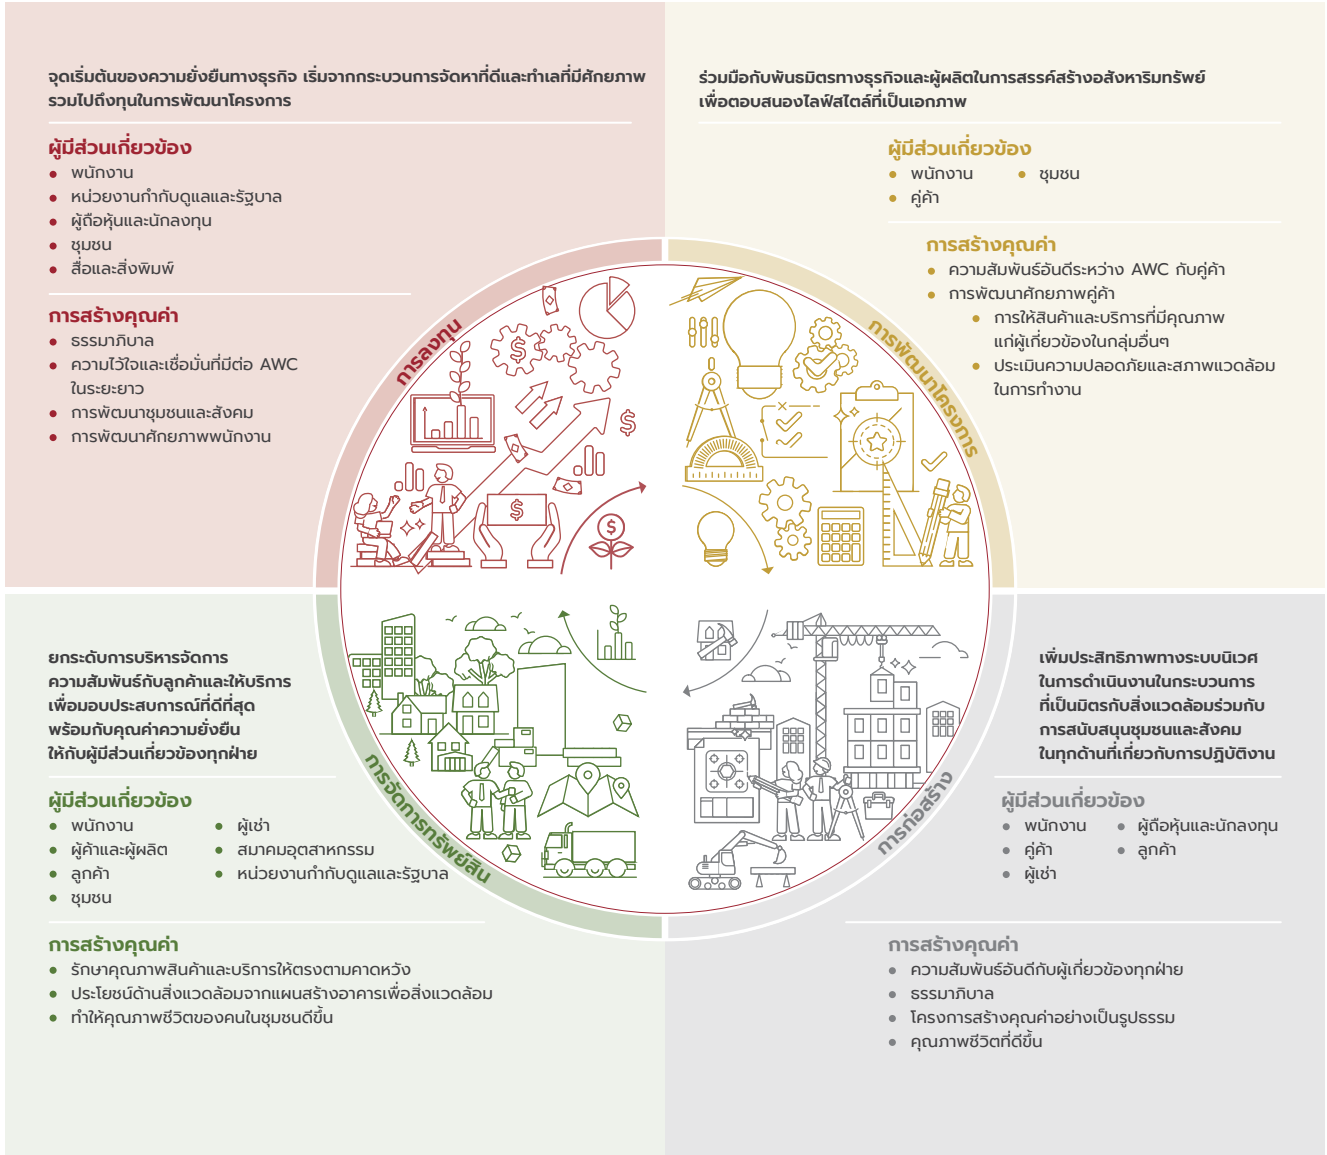 จุดเริ่มต้นของความยั่งยืนทางธุรกิจ เริ่มจากกระบวนการจัดหาที่ดีและทำเลที่มีศักยภาพ
รวมไปถึงทุนในการพัฒนาโครงการ
ผู้มีส่วนเกี่ยวข้อง
• พนักงาน
• หน่วยงานกำกับดูแลและรัฐบาล
• ผู้ถือหุ้นและนักลงทุน
• ชุมชน
• สื่อและสิ่งพิมพ์
การสร้างคุณค่า
• ธรรมาภิบาล
• ความไว้ใจและเชื่อมั่นที่มีต่อ AWC
ในระยะยาว
• การพัฒนาชุมชนและสังคม
• การพัฒนาศักยภาพพนักงาน
การลงทุน
ร่วมมือกับพันธมิตรทางธุรกิจและผู้ผลิตในการสรรค์สร้างอสังหาริมทรัพย์
เพื่อตอบสนองไลฟ์สไตล์ที่เป็นเอกภาพ
ผู้มีส่วนเกี่ยวข้อง
• พนักงาน • ชุมชน
• คู่ค้า
การสร้างคุณค่า
• ความสัมพันธ์อันดีระหว่าง AWC กับคู่ค้า
• การพัฒนาศักยภาพคู่ค้า
• การให้สินค้าและบริการที่มีคุณภาพ
แก่ผู้เกี่ยวข้องในกลุ่มอื่นๆ
• ประเมินความปลอดภัยและสภาพแวดล้อม
ในการทำงาน
การพัฒนาโครงการ
ยกระดับการบริหารจัดการ
ความสัมพันธ์กับลูกค้าและให้บริการ
เพื่อมอบประสบการณ์ที่ดีที่สุด
พร้อมกับคุณค่าความยั่งยืน
ให้กับผู้มีส่วนเกี่ยวข้องทุกฝ่าย
ผู้มีส่วนเกี่ยวข้อง
• พนักงาน • ผู้เช่า
• ผู้ค้าและผู้ผลิต • สมาคมอุตสาหกรรม
• ลูกค้า • หน่วยงานกำกับดูแลและรัฐบาล
• ชุมชน
การสร้างคุณค่า
• รักษาคุณภาพสินค้าและบริการให้ตรงตามคาดหวัง
• ประโยชน์ด้านสิ่งแวดล้อมจากแผนสร้างอาคารเพื่อสิ่งแวดล้อม
• ทำให้คุณภาพชีวิตของคนในชุมชนดีขึ้น
การจัดการทรัพย์สิน
เพิ่มประสิทธิภาพทางระบบนิเวศ
ในการดำเนินงานในกระบวนการ
ที่เป็นมิตรกับสิ่งแวดล้อมร่วมกับ
การสนับสนุนชุมชนและสังคม
ในทุกด้านที่เกี่ยวกับการปฏิบัติงาน
ผู้มีส่วนเกี่ยวข้อง
• พนักงาน • ผู้ถือหุ้นและนักลงทุน
• คู่ค้า • ลูกค้า
• ผู้เช่า
การสร้างคุณค่า
• ความสัมพันธ์อันดีกับผู้เกี่ยวข้องทุกฝ่าย
• ธรรมาภิบาล
• โครงการสร้างคุณค่าอย่างเป็นรูปธรรม
• คุณภาพชีวิตที่ดีขึ้น
การก่อสร้าง